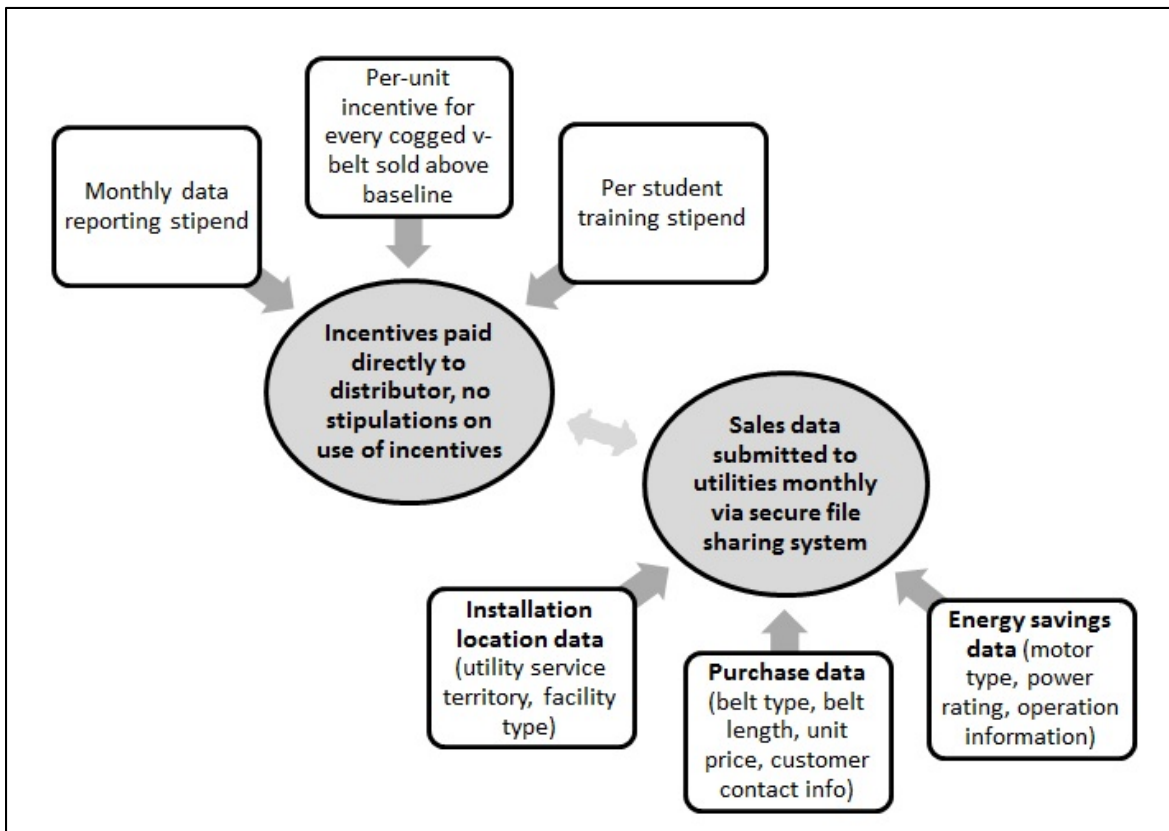 Per-unit
incentive for
every cogged v-
belt sold above
baseline
Monthly data
reporting stipend
Per student
training stipend
Incentives paid
directly to
distributor, no
stipulations on
use of incentives
Sales data
submitted to
utilities monthly
via secure file
sharing system
Installation
location data
(utility service
territory, facility
type)
Purchase data
(belt type, belt
length, unit
price, customer
contact info)
Energy savings
data (motor
type, power
rating, operation
information)